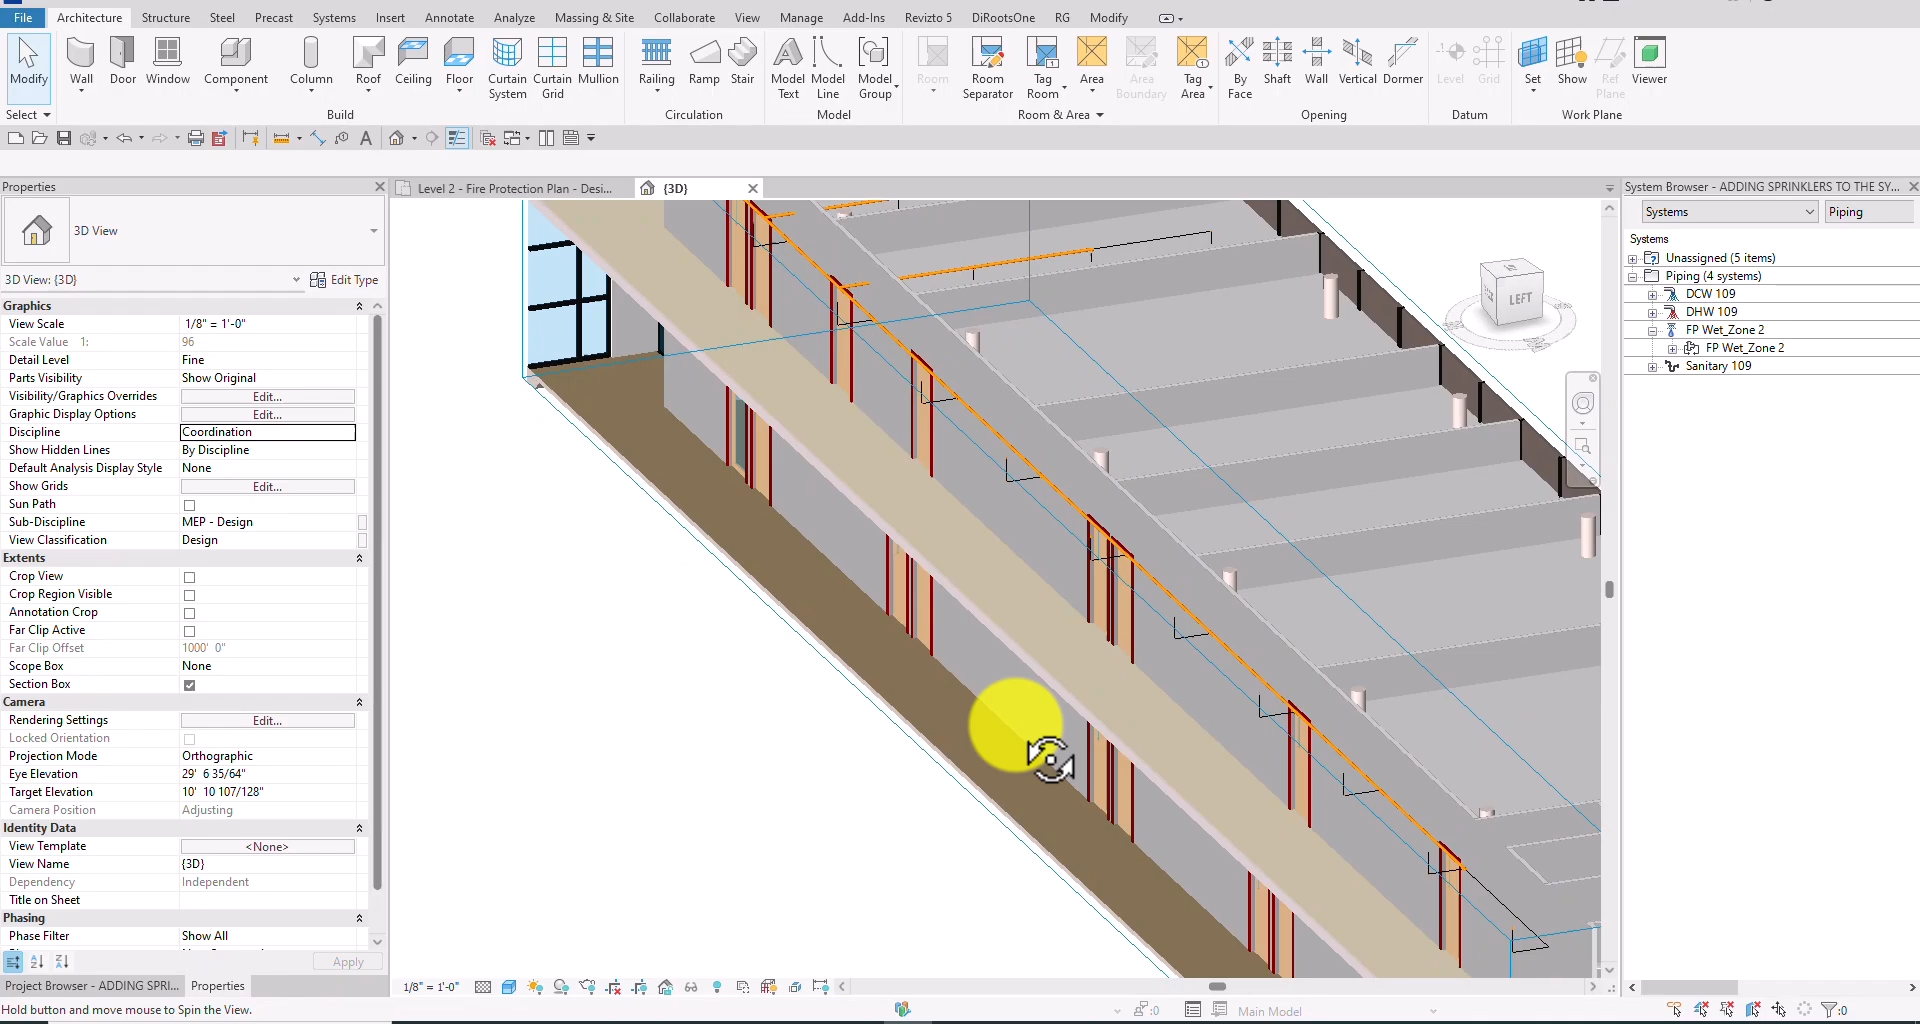 File Architecture Structure Steel Precast Systems Insert Annotate Analyze Massing & Site Collaborate View Manage Add-Ins Revizto 5 DiRootsOne RG Modify
Modify Wall Door Window Component Column Roof Ceiling Floor Curtain System Curtain Grid Mullion Railing Ramp Stair Model Text Model Line Model Group Room Room Separator Tag Room Area Area Boundary Tag Area By Face Shaft Wall Vertical Dormer Level Grid Set Show Ref Plane Viewer
Select Build Circulation Model Room & Area Opening Datum Work Plane
Properties
Level 2 - Fire Protection Plan - Desi... {3D}
System Browser - ADDING SPRINKLERS TO THE SY...
3D View
Systems Piping
Systems
Unassigned (5 items)
Piping (4 systems)
DCW 109
DHW 109
FP Wet_Zone 2
FP Wet_Zone 2
Sanitary 109
LEFT
3D View: {3D} Edit Type
Graphics
View Scale 1/8" = 1'-0"
Scale Value 1: 96
Detail Level Fine
Parts Visibility Show Original
Visibility/Graphics Overrides Edit...
Graphic Display Options Edit...
Discipline Coordination
Show Hidden Lines By Discipline
Default Analysis Display Style None
Show Grids Edit...
Sun Path
Sub-Discipline MEP - Design
View Classification Design
Extents
Crop View
Crop Region Visible
Annotation Crop
Far Clip Active
Far Clip Offset 1000' 0"
Scope Box None
Section Box
Camera
Rendering Settings Edit...
Locked Orientation
Projection Mode Orthographic
Eye Elevation 29' 6 35/64"
Target Elevation 10' 10 107/128"
Camera Position Adjusting
Identity Data
View Template <None>
View Name {3D}
Dependency Independent
Title on Sheet
Phasing
Phase Filter Show All
Apply
Project Browser - ADDING SPRI... Properties
1/8" = 1'-0"
Hold button and move mouse to Spin the View.
:0 Main Model :0